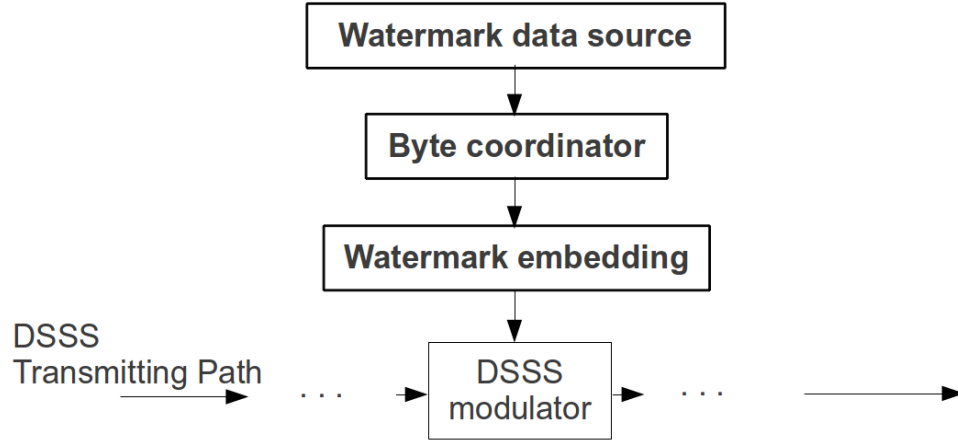 Watermark data source
Byte coordinator
Watermark embedding
DSSS
Transmitting Path
. . .
DSSS
modulator
. . .